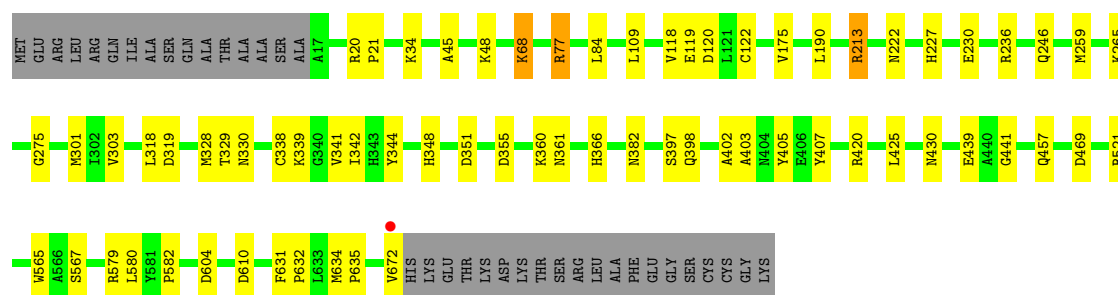 MET GLU ARG LEU ARG GLN ILE ALA SER GLN ALA THR ALA ALA SER ALA A17 R20 P21 K34 A45 K48 K68 R77 L84 L109 V118 E119 D120 L121 C122 V175 L190 R213 N222 H227 E230 R236 Q246 M259 K265
G275 M301 I302 V303 L318 D319 M328 T329 N330 C338 K339 G340 V341 I342 H343 Y344 H348 D351 D355 K360 N361 H366 N382 S397 Q398 A402 A403 N404 Y405 E406 Y407 R420 L425 N430 E439 A440 G441 Q457 D469
W565 A566 S567 R579 L580 Y581 P582 D604 D610 F631 P632 L633 M634 P635 V672 HIS LYS GLU THR LYS ASP LYS THR SER ARG LEU ALA PHE GLU GLY SER CYS CYS GLY LYS